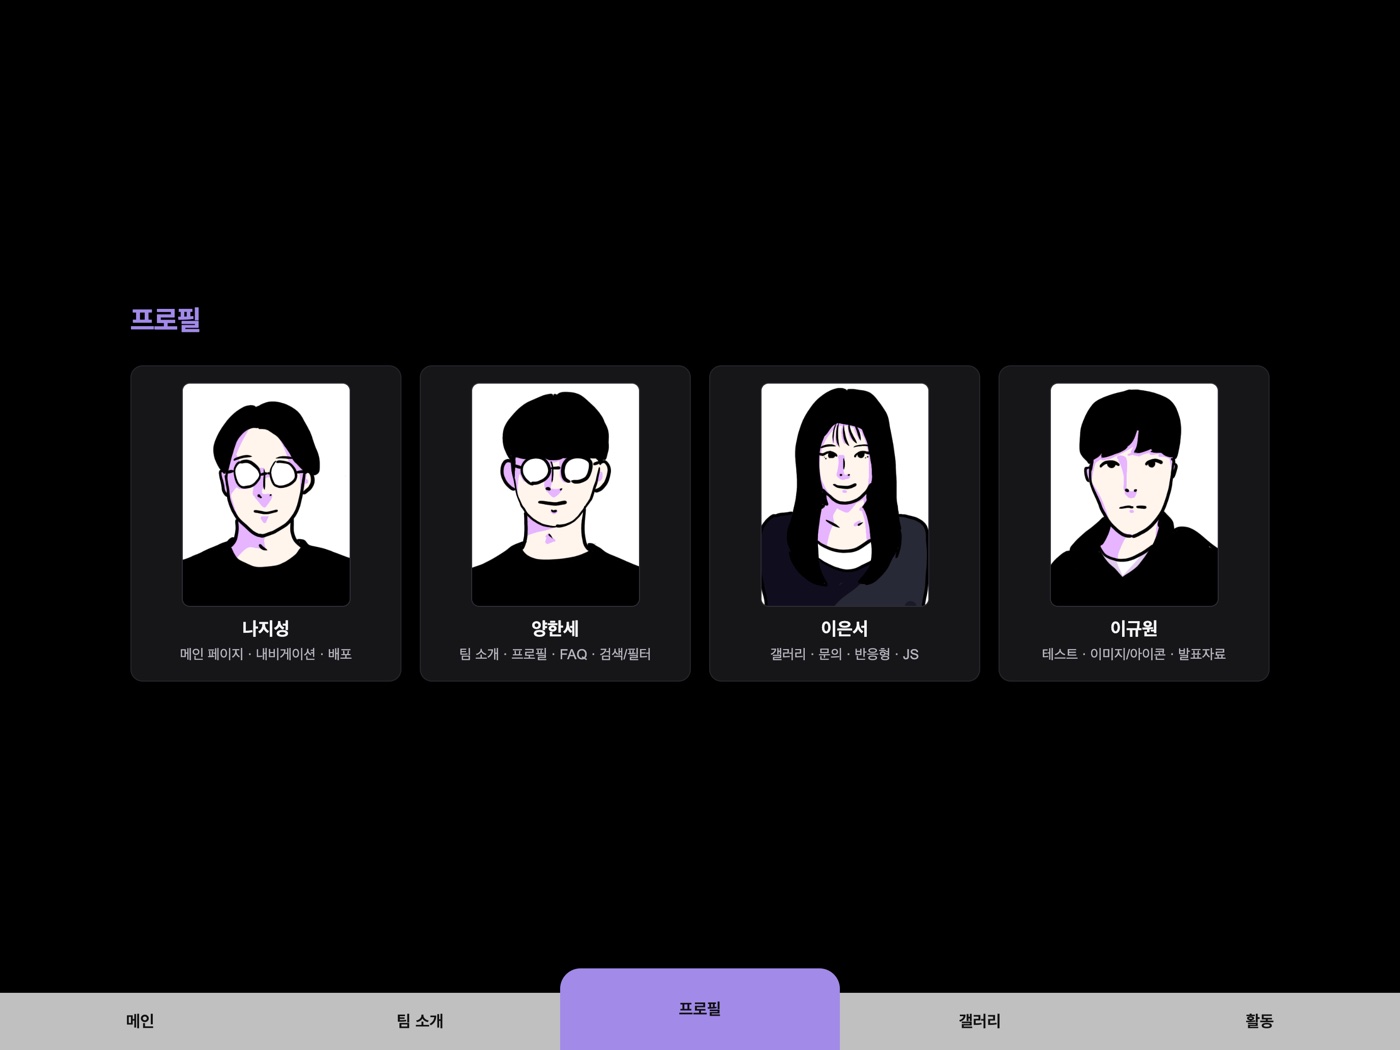 프로필
나지성
메인 페이지 · 내비게이션 · 배포
양한세
팀 소개 · 프로필 · FAQ · 검색/필터
이은서
갤러리 · 문의 · 반응형 · JS
이규원
테스트 · 이미지/아이콘 · 발표자료
메인
팀 소개
프로필
갤러리
활동